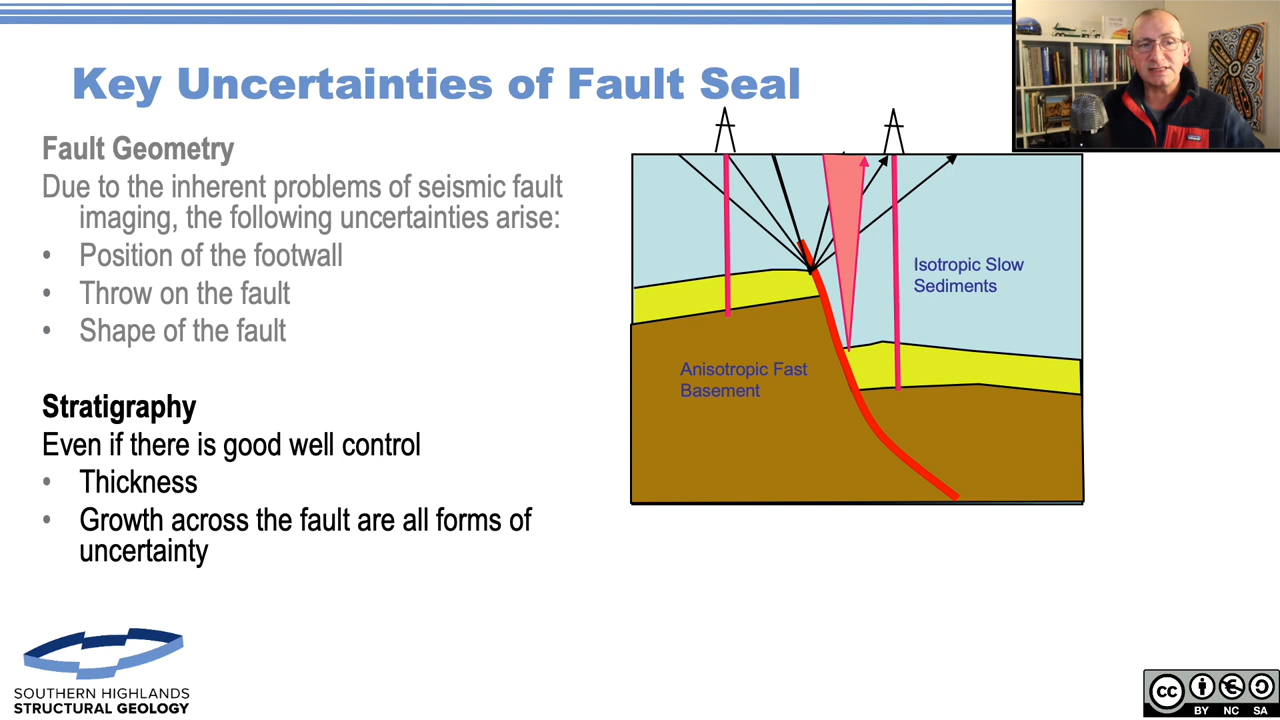 Key Uncertainties of Fault Seal
Fault Geometry
Due to the inherent problems of seismic fault
imaging, the following uncertainties arise:
• Position of the footwall
• Throw on the fault
• Shape of the fault
Stratigraphy
Even if there is good well control
• Thickness
• Growth across the fault are all forms of
uncertainty
Isotropic Slow
Sediments
Anisotropic Fast
Basement
SOUTHERN HIGHLANDS
STRUCTURAL GEOLOGY
cc
BY NC SA